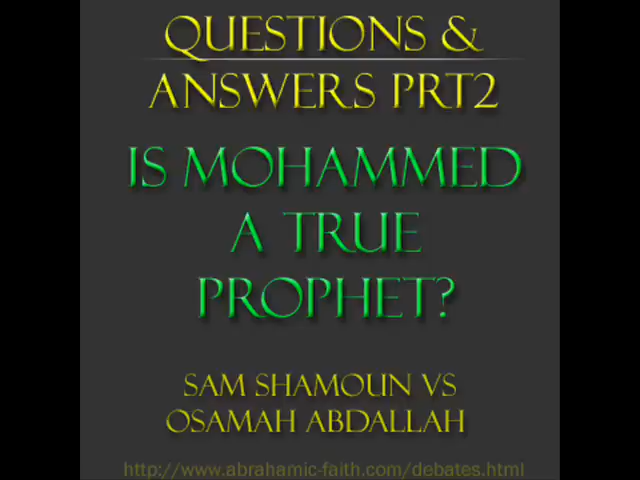 QUESTIONS &
ANSWERS PRT2
IS MOHAMMED
A TRUE
PROPHET?
SAM SHAMOUN VS
OSAMAH ABDALLAH
http://www.abrahamic-faith.com/debates.html